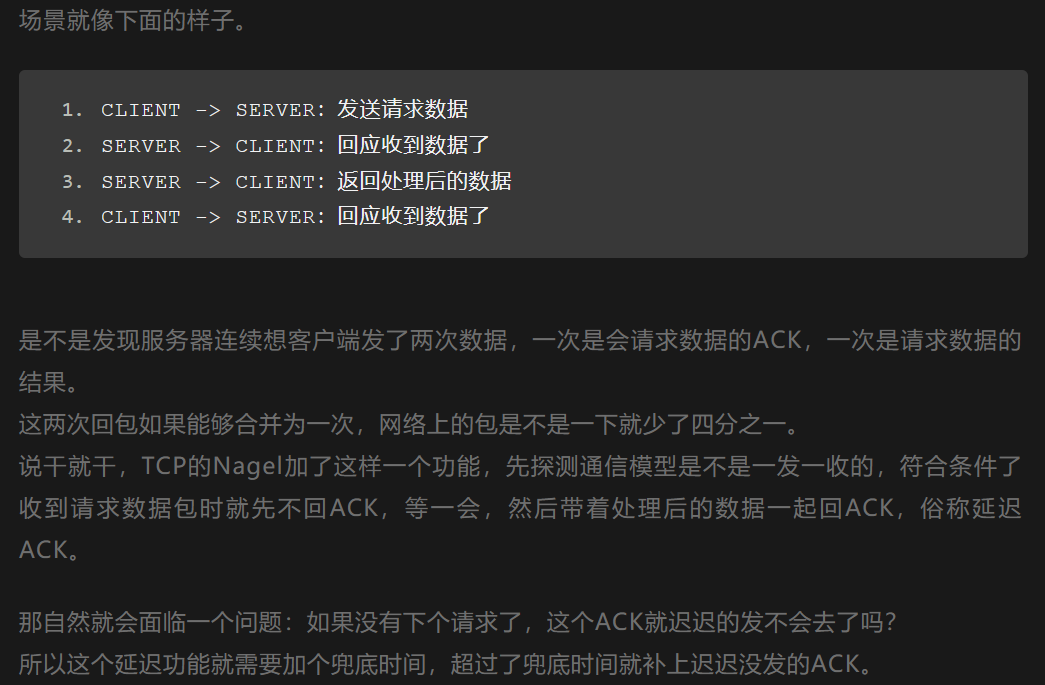 场景就像下面的样子。
1. CLIENT -> SERVER: 发送请求数据
2. SERVER -> CLIENT: 回应收到数据了
3. SERVER -> CLIENT: 返回处理后的数据
4. CLIENT -> SERVER: 回应收到数据了
是不是发现服务器连续想客户端发了两次数据，一次是会请求数据的ACK，一次是请求数据的
结果。
这两次回包如果能够合并为一次，网络上的包是不是一下就少了四分之一。
说干就干，TCP的Nagel加了这样一个功能，先探测通信模型是不是一发一收的，符合条件了
收到请求数据包时就先不回ACK，等一会，然后带着处理后的数据一起回ACK，俗称延迟
ACK。
那自然就会面临一个问题：如果没有下个请求了，这个ACK就迟迟的发不会去了吗？
所以这个延迟功能就需要加个兜底时间，超过了兜底时间就补上迟迟没发的ACK。